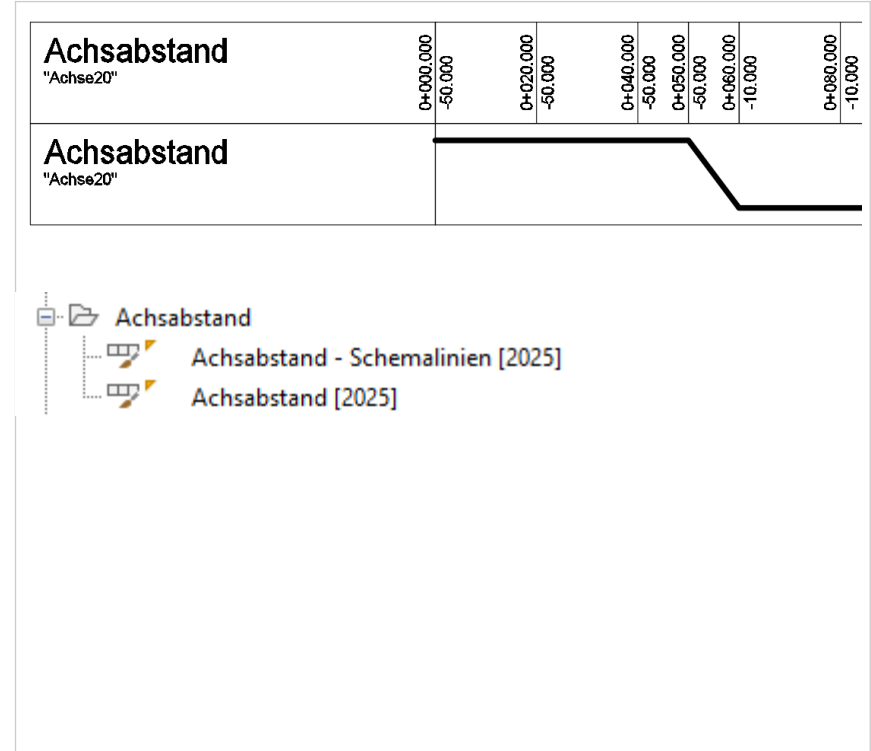 Achsabstand
"Achse20"
0+000.000
-50.000
0+020.000
-50.000
0+040.000
-50.000
0+050.000
-50.000
0+060.000
-10.000
0+080.000
-10.000
Achsabstand
"Achse20"
Achsabstand
Achsabstand - Schemalinien [2025]
Achsabstand [2025]